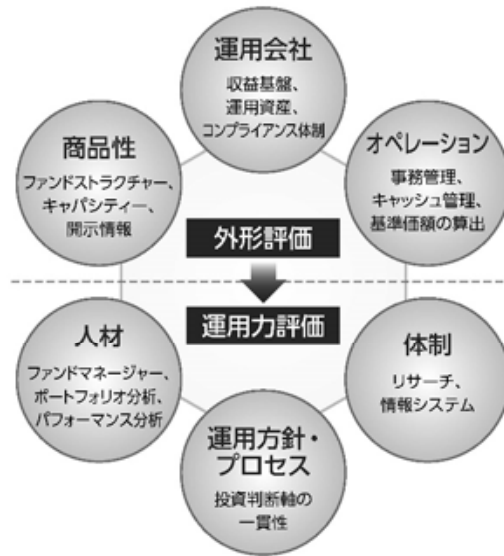 運用会社
収益基盤、
運用資産、
コンプライアンス体制
商品性
ファンドストラクチャー、
キャパシティー、
開示情報
オペレーション
事務管理、
キャッシュ管理、
基準価額の算出
外形評価
運用力評価
人材
ファンドマネージャー、
ポートフォリオ分析、
パフォーマンス分析
体制
リサーチ、
情報システム
運用方針・
プロセス
投資判断軸の
一貫性